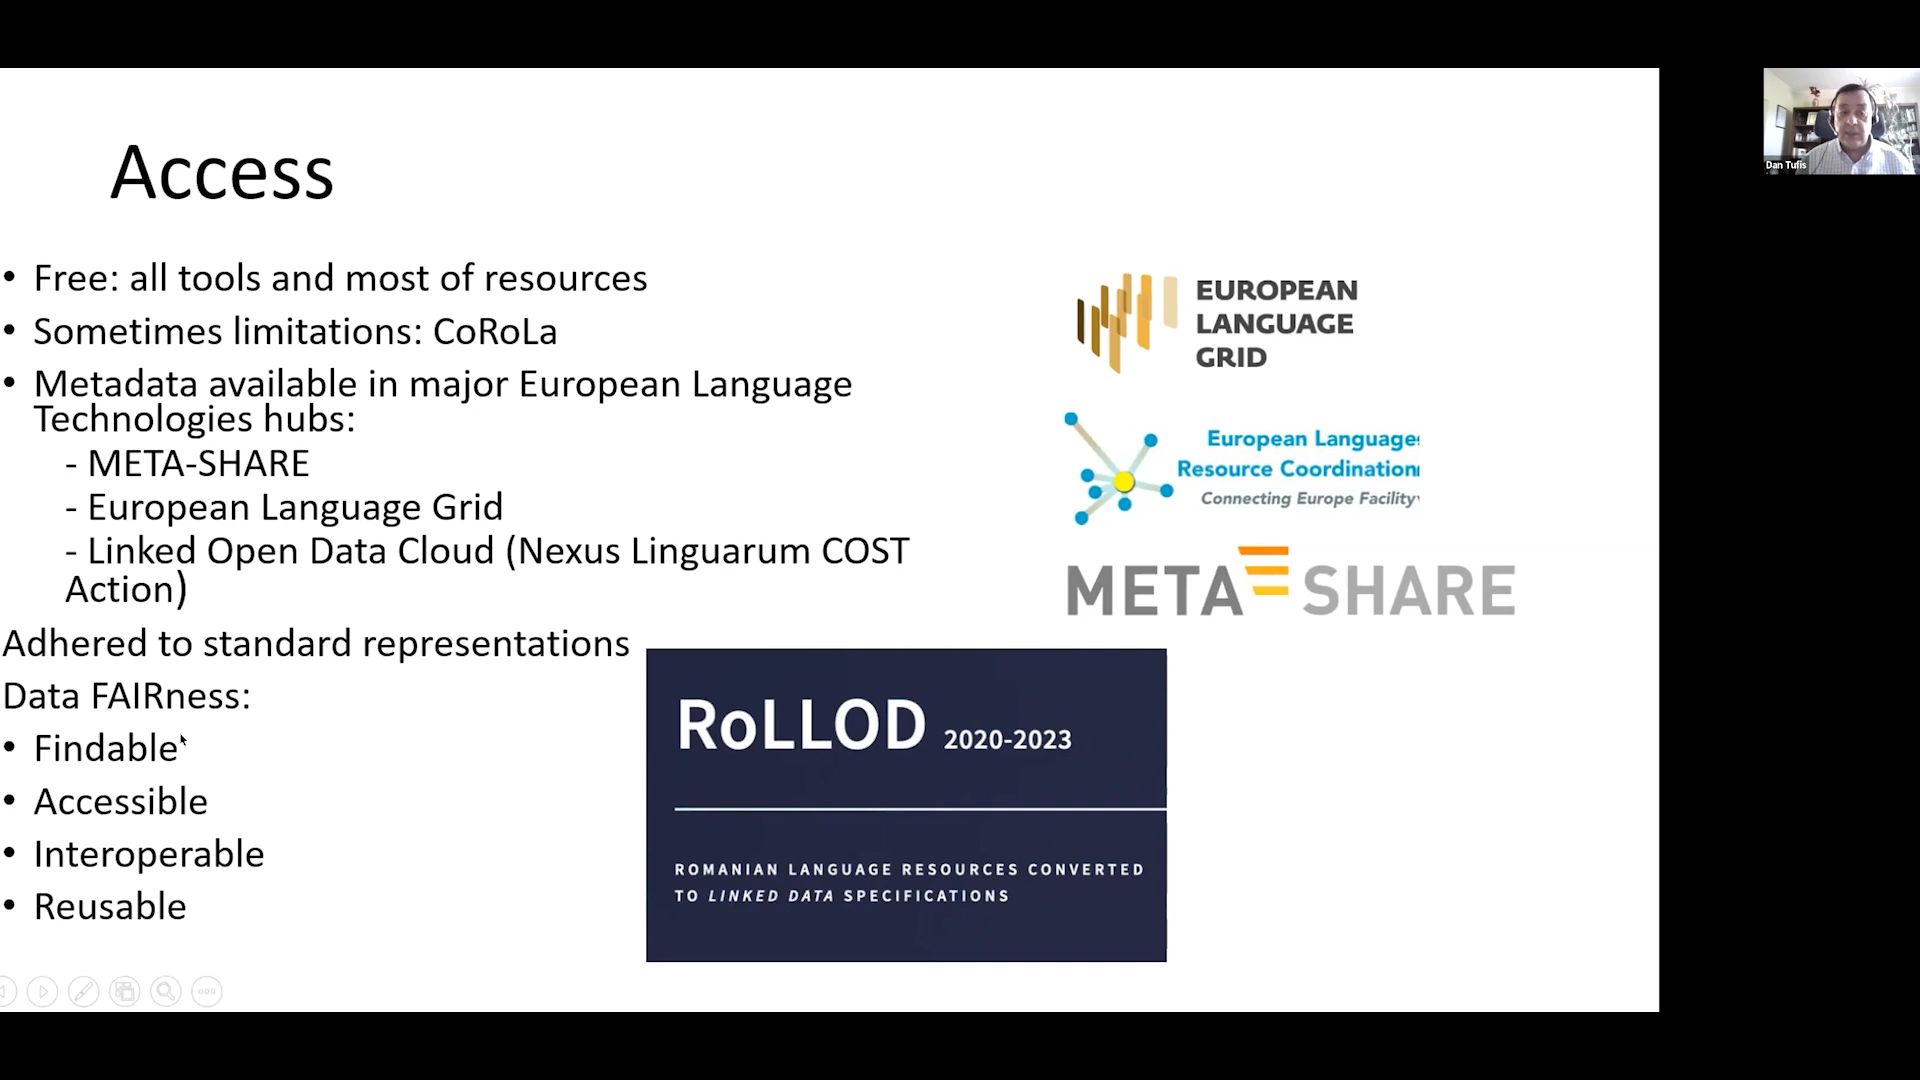 Access
• Free: all tools and most of resources
• Sometimes limitations: CoRoLa
• Metadata available in major European Language
Technologies hubs:
- META-SHARE
- European Language Grid
- Linked Open Data Cloud (Nexus Linguarum COST
Action)
Adhered to standard representations
Data FAIRness:
• Findable
• Accessible
• Interoperable
• Reusable
EUROPEAN
LANGUAGE
GRID
European Language
Resource Coordination
Connecting Europe Facility
META SHARE
RoLLOD 2020-2023
ROMANIAN LANGUAGE RESOURCES CONVERTED
TO LINKED DATA SPECIFICATIONS
Dan Tufis